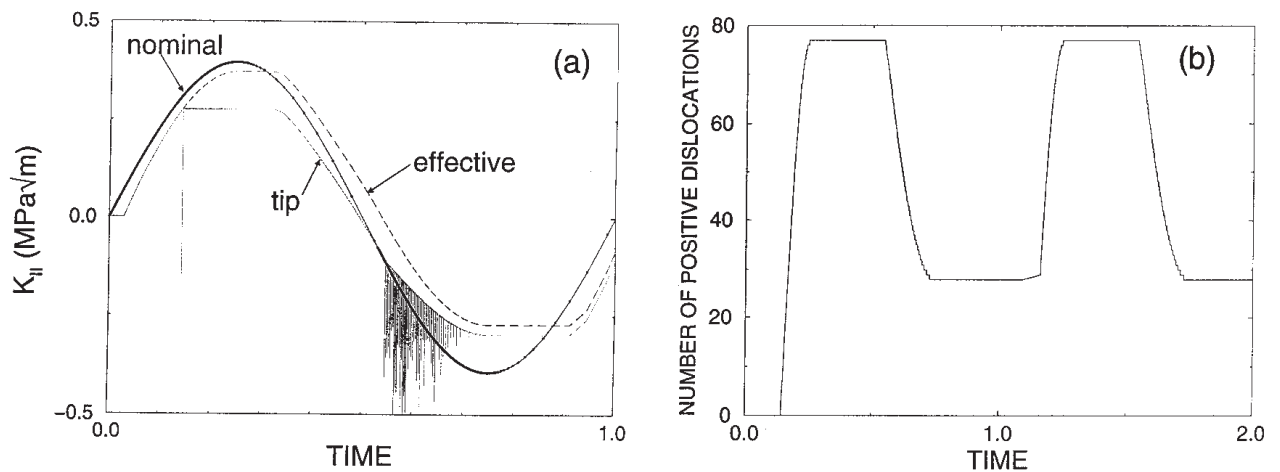 0.5
nominal
(a)
effective
tip
0.0
−0.5
K_II (MPa√m)
0.0
1.0
TIME
80
(b)
60
40
20
0
NUMBER OF POSITIVE DISLOCATIONS
0.0
1.0
2.0
TIME